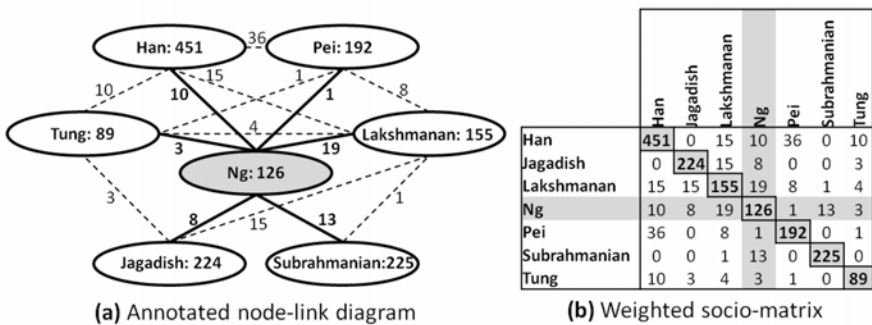 Han: 451
36
Pei: 192
10
15
10
1
1
8
Tung: 89
3
4
19
Lakshmanan: 155
Ng: 126
3
8
15
13
1
Jagadish: 224
Subrahmanian:225
(a) Annotated node-link diagram
Han
Jagadish
Lakshmanan
Ng
Pei
Subrahmanian
Tung
Han 451 0 15 10 36 0 10
Jagadish 0 224 15 8 0 0 3
Lakshmanan 15 15 155 19 8 1 4
Ng 10 8 19 126 1 13 3
Pei 36 0 8 1 192 0 1
Subrahmanian 0 0 1 13 0 225 0
Tung 10 3 4 3 1 0 89
(b) Weighted socio-matrix